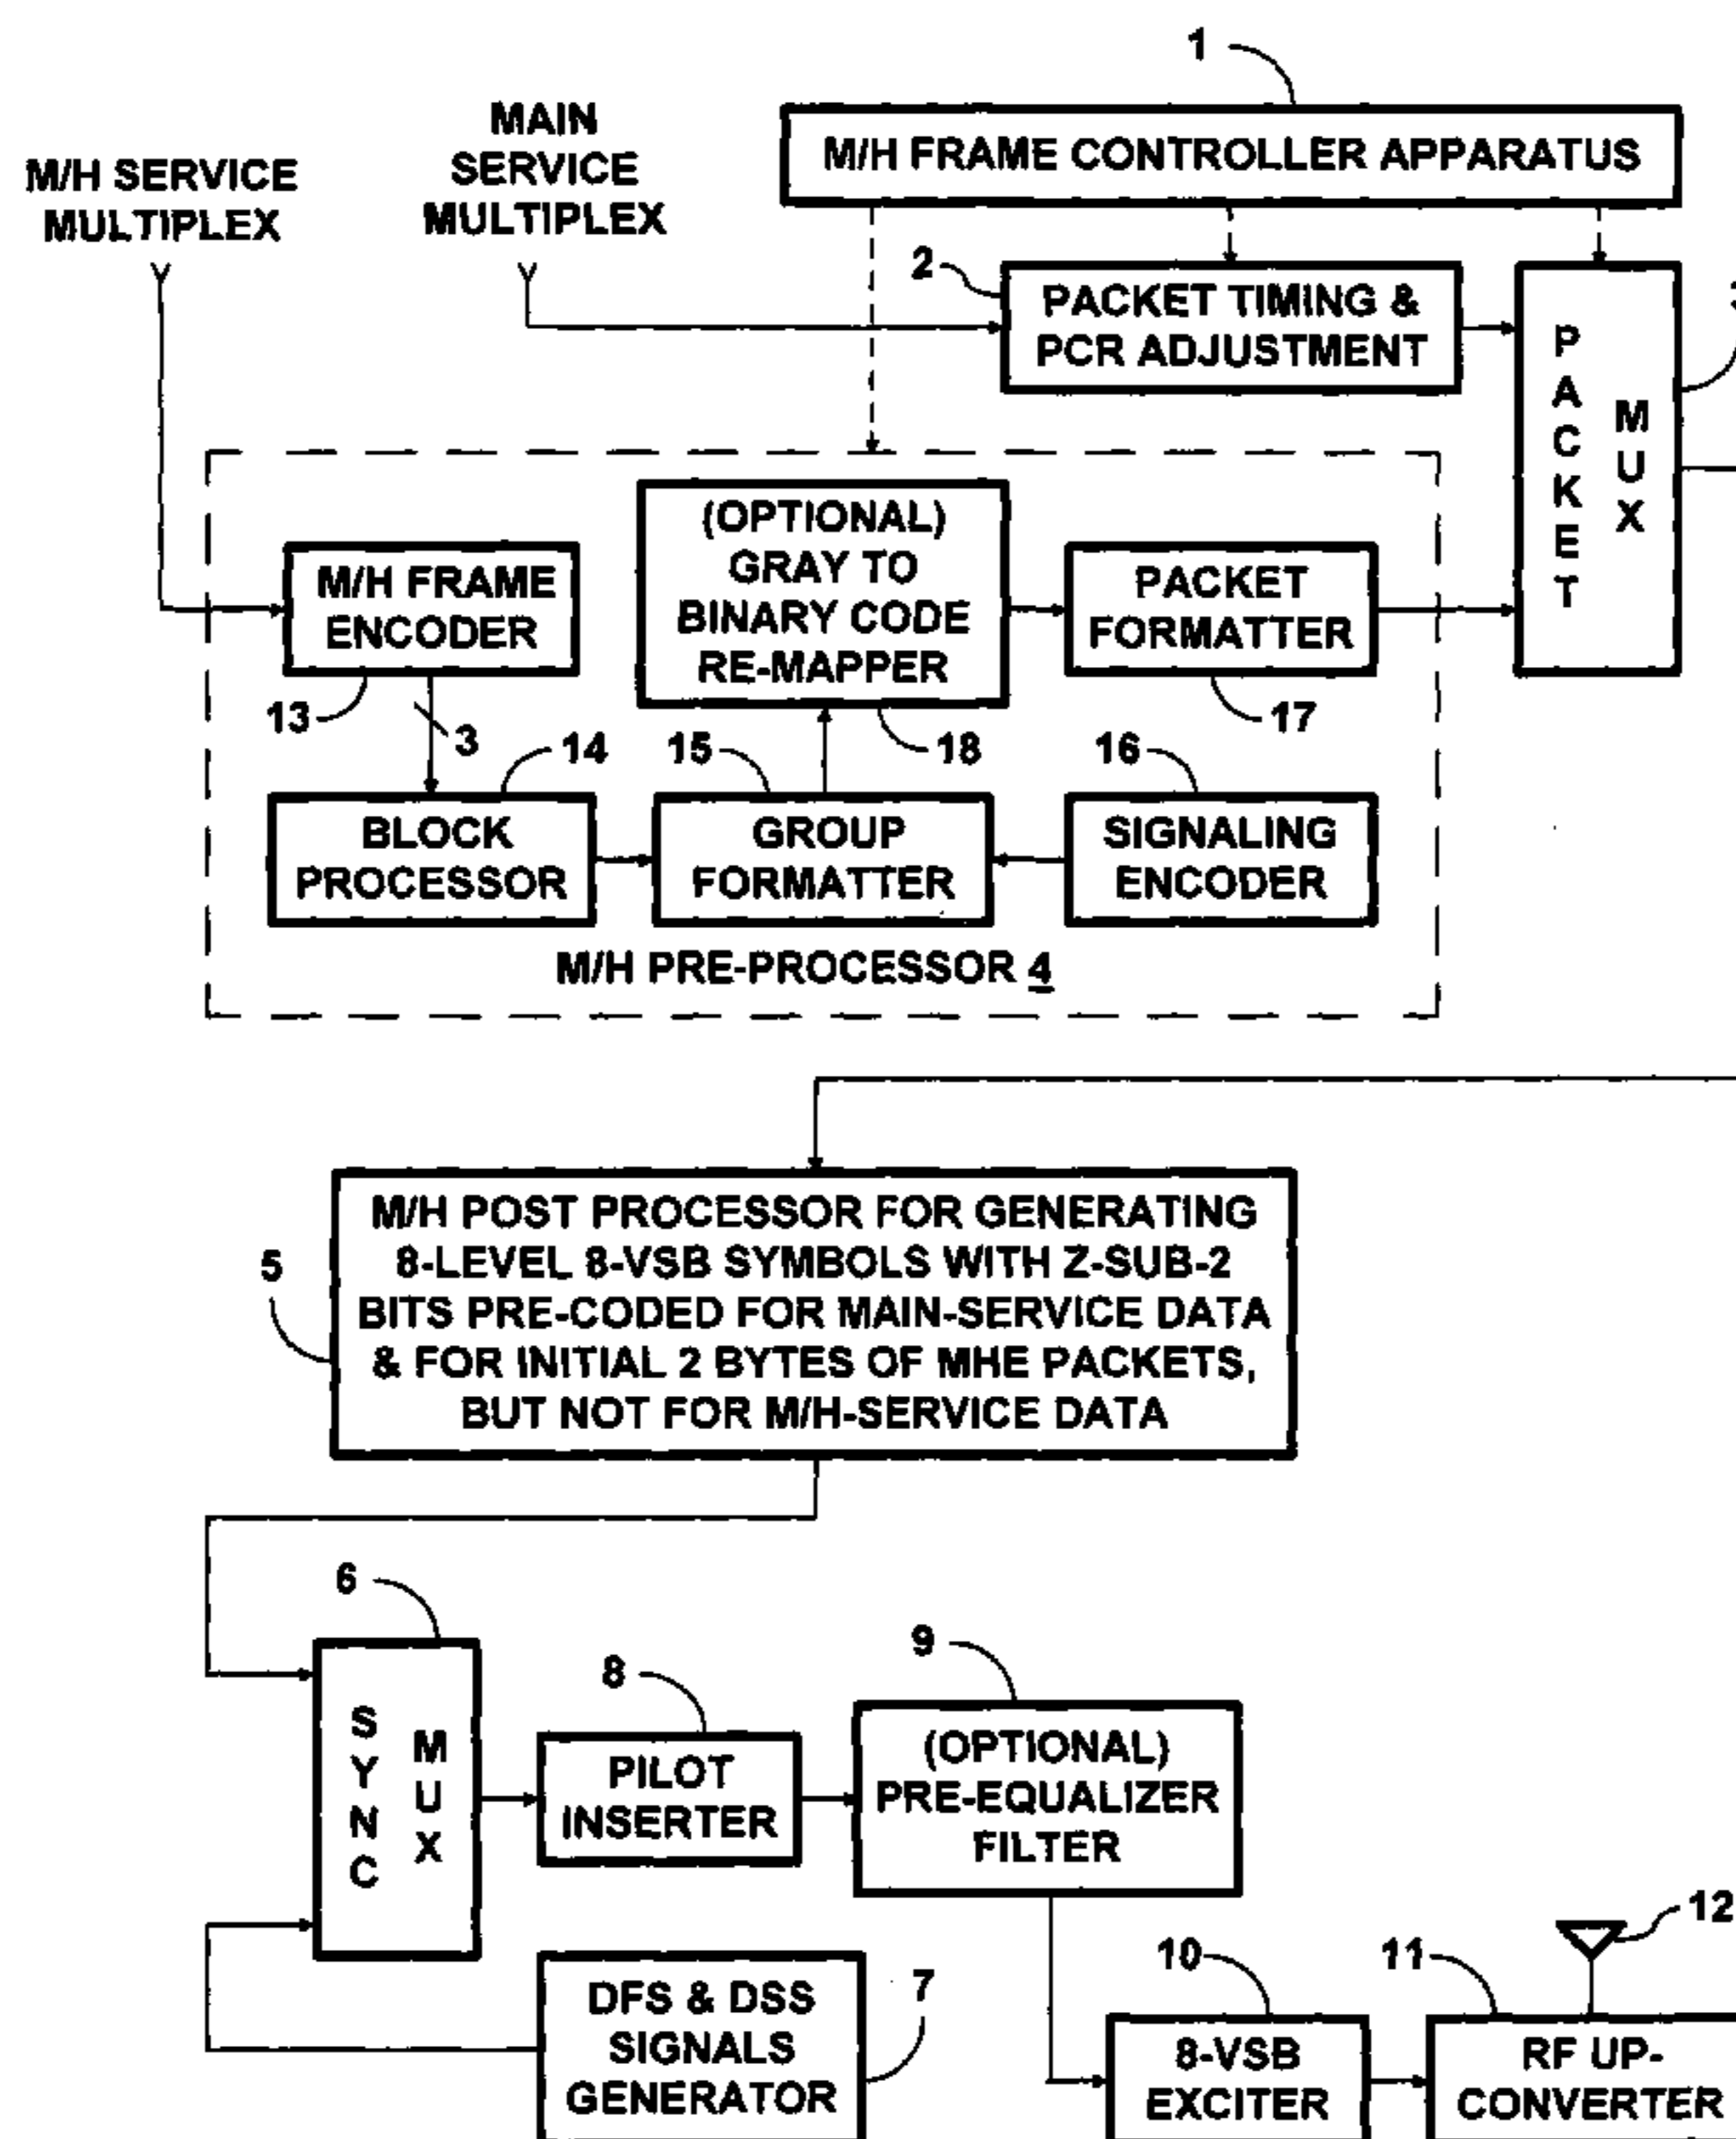 1
M/H SERVICE
MULTIPLEX
MAIN
SERVICE
MULTIPLEX
M/H FRAME CONTROLLER APPARATUS
2
PACKET TIMING &
PCR ADJUSTMENT
PACKET
MUX
M/H FRAME
ENCODER
(OPTIONAL)
GRAY TO
BINARY CODE
RE-MAPPER
PACKET
FORMATTER
13
3
14
15
18
16
17
BLOCK
PROCESSOR
GROUP
FORMATTER
SIGNALING
ENCODER
M/H PRE-PROCESSOR 4
5
M/H POST PROCESSOR FOR GENERATING
8-LEVEL 8-VSB SYMBOLS WITH Z-SUB-2
BITS PRE-CODED FOR MAIN-SERVICE DATA
& FOR INITIAL 2 BYTES OF MHE PACKETS,
BUT NOT FOR M/H-SERVICE DATA
6
SYNC
MUX
8
PILOT
INSERTER
9
(OPTIONAL)
PRE-EQUALIZER
FILTER
DFS & DSS
SIGNALS
GENERATOR
7
10
8-VSB
EXCITER
11
RF UP-
CONVERTER
12